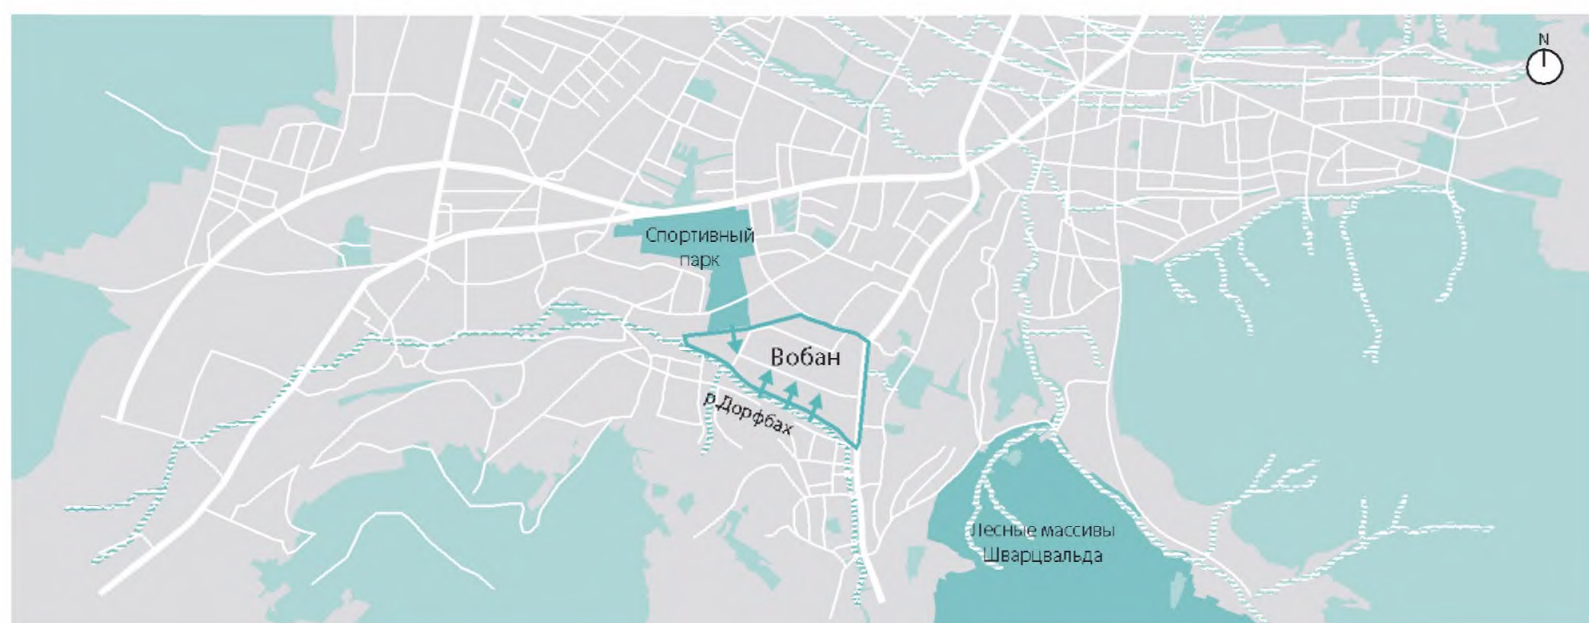 N
Спортивный
парк
Вобан
р.Дорфбах
Лесные массивы
Шварцвальда